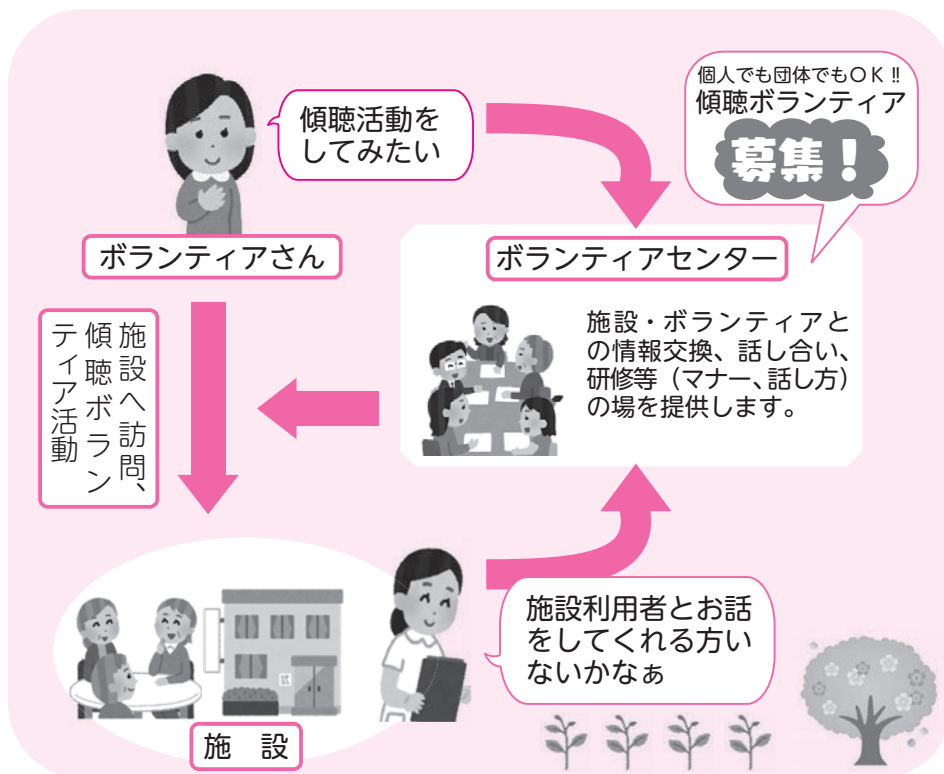 傾聴活動を
してみたい
個人でも団体でもOK!!
傾聴ボランティア
募集！
ボランティアさん
ボランティアセンター
施設・ボランティアと
の情報交換、話し合い、
研修等（マナー、話し方）
の場を提供します。
施設へ訪問、
傾聴ボラン
ティア活動
施設利用者とお話
をしてくれる方い
ないかなぁ
施　設